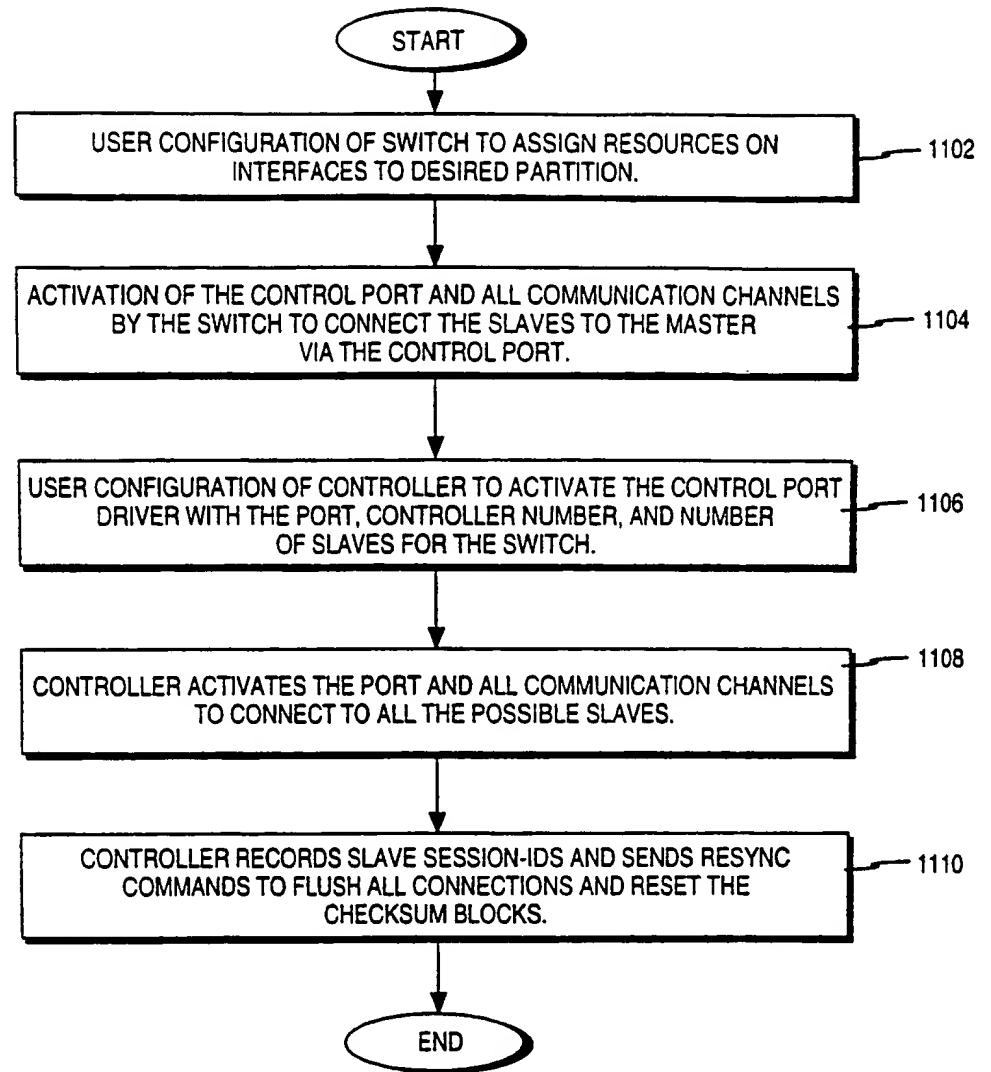 START
USER CONFIGURATION OF SWITCH TO ASSIGN RESOURCES ON
INTERFACES TO DESIRED PARTITION.
1102
ACTIVATION OF THE CONTROL PORT AND ALL COMMUNICATION CHANNELS
BY THE SWITCH TO CONNECT THE SLAVES TO THE MASTER
VIA THE CONTROL PORT.
1104
USER CONFIGURATION OF CONTROLLER TO ACTIVATE THE CONTROL PORT
DRIVER WITH THE PORT, CONTROLLER NUMBER, AND NUMBER
OF SLAVES FOR THE SWITCH.
1106
CONTROLLER ACTIVATES THE PORT AND ALL COMMUNICATION CHANNELS
TO CONNECT TO ALL THE POSSIBLE SLAVES.
1108
CONTROLLER RECORDS SLAVE SESSION-IDS AND SENDS RESYNC
COMMANDS TO FLUSH ALL CONNECTIONS AND RESET THE
CHECKSUM BLOCKS.
1110
END